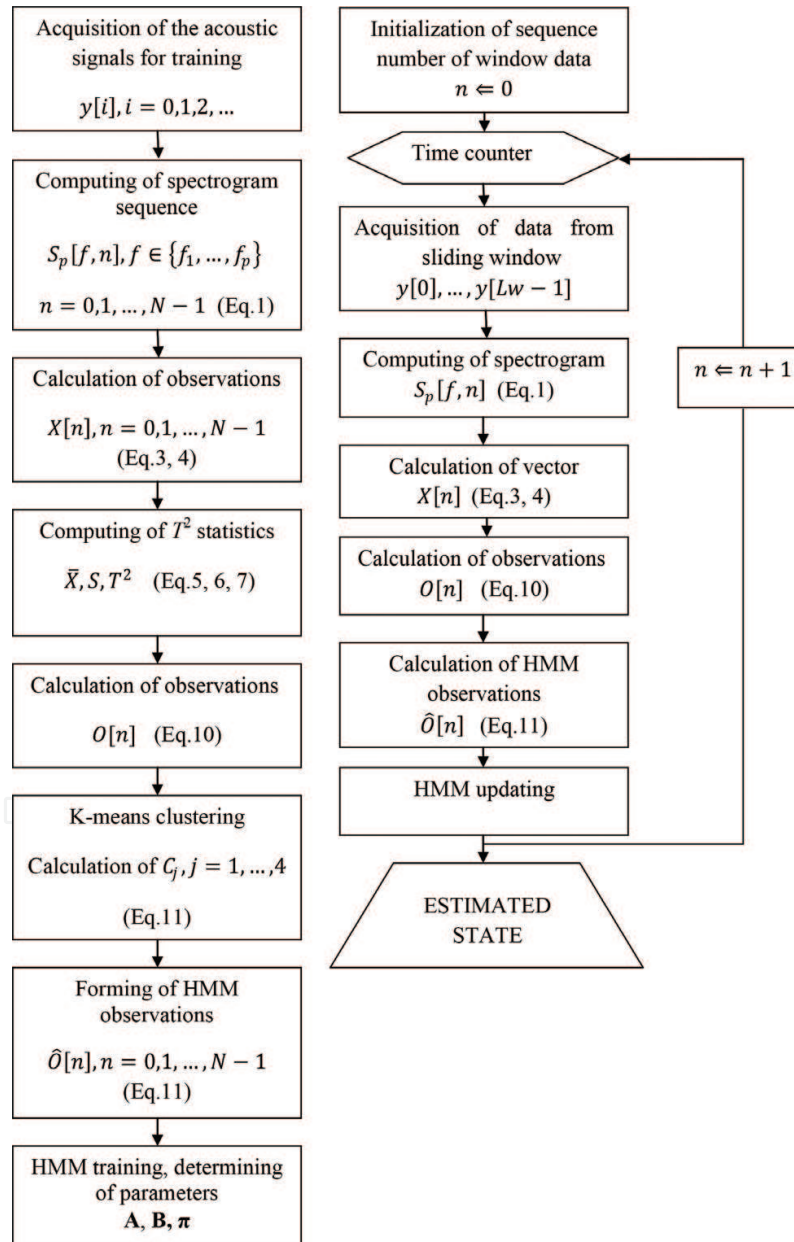 Acquisition of the acoustic
signals for training
y[i], i = 0,1,2, …
Computing of spectrogram
sequence
S_p[f, n], f ∈ {f_1, … , f_p}
n = 0,1, … , N − 1 (Eq.1)
Calculation of observations
X[n], n = 0,1, … , N − 1
(Eq.3, 4)
Computing of T² statistics
X̄, S, T² (Eq.5, 6, 7)
Calculation of observations
O[n] (Eq.10)
K-means clustering
Calculation of C_j, j = 1, … ,4
(Eq.11)
Forming of HMM
observations
Ô[n], n = 0,1, … , N − 1
(Eq.11)
HMM training, determining
of parameters
A, B, π
Initialization of sequence
number of window data
n ⇐ 0
Time counter
Acquisition of data from
sliding window
y[0], … , y[Lw − 1]
Computing of spectrogram
S_p[f, n] (Eq.1)
Calculation of vector
X[n] (Eq.3, 4)
Calculation of observations
O[n] (Eq.10)
Calculation of HMM
observations
Ô[n] (Eq.11)
HMM updating
ESTIMATED
STATE
n ⇐ n + 1